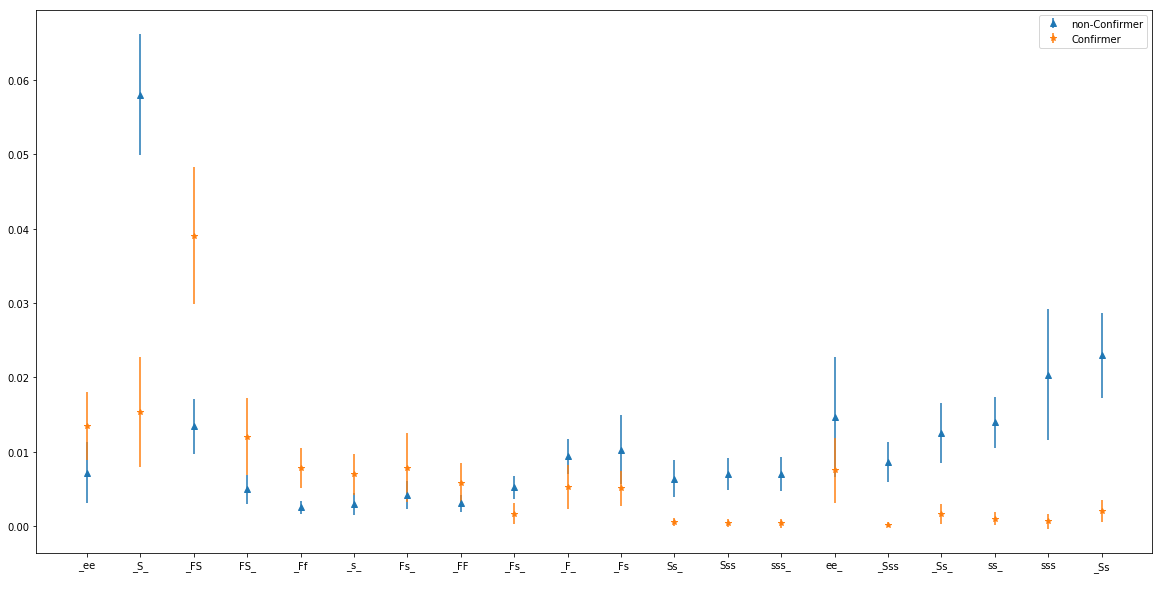 non-Confirmer
Confirmer
0.06
0.05
0.04
0.03
0.02
0.01
0.00
_ee _S_ _FS FS_ _Ff _s_ Fs_ _FF _Fs_ _F_ _Fs Ss_ Sss sss_ ee_ _Sss _Ss_ ss_ sss _Ss